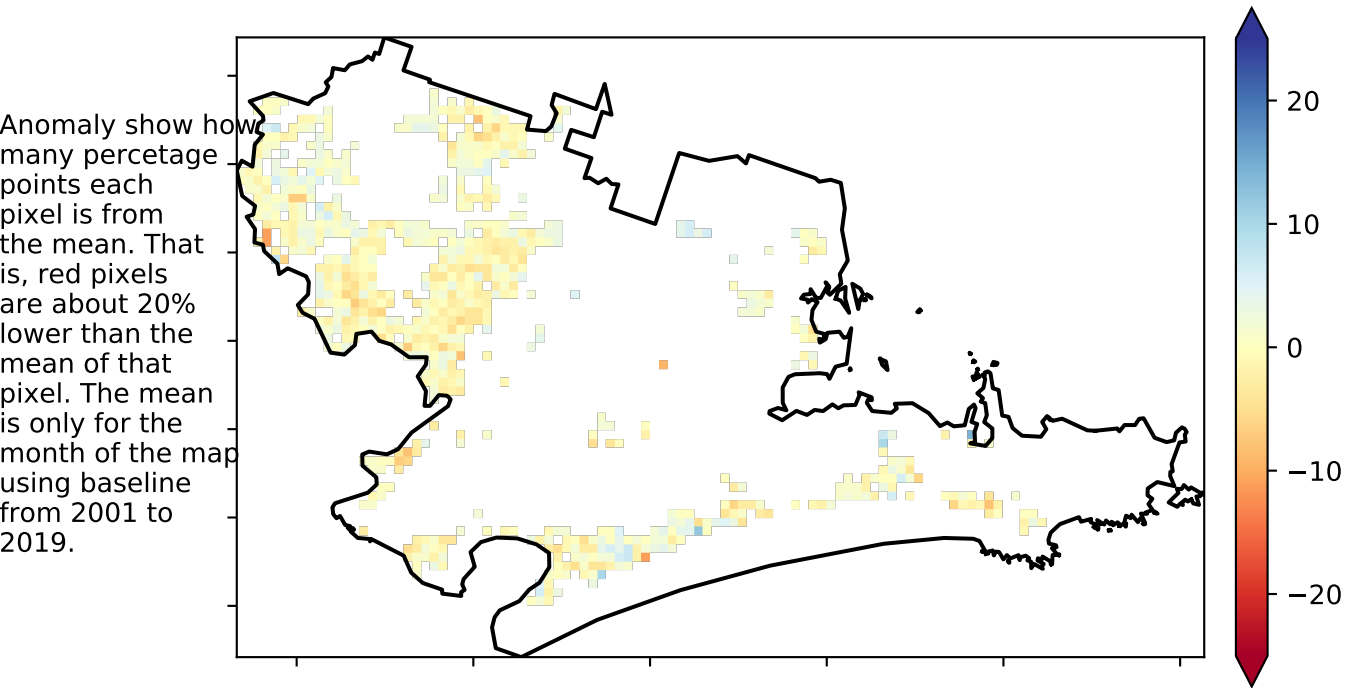 Anomaly show how
many percetage
points each
pixel is from
the mean. That
is, red pixels
are about 20%
lower than the
mean of that
pixel. The mean
is only for the
month of the map
using baseline
from 2001 to
2019.
20
10
0
−10
−20